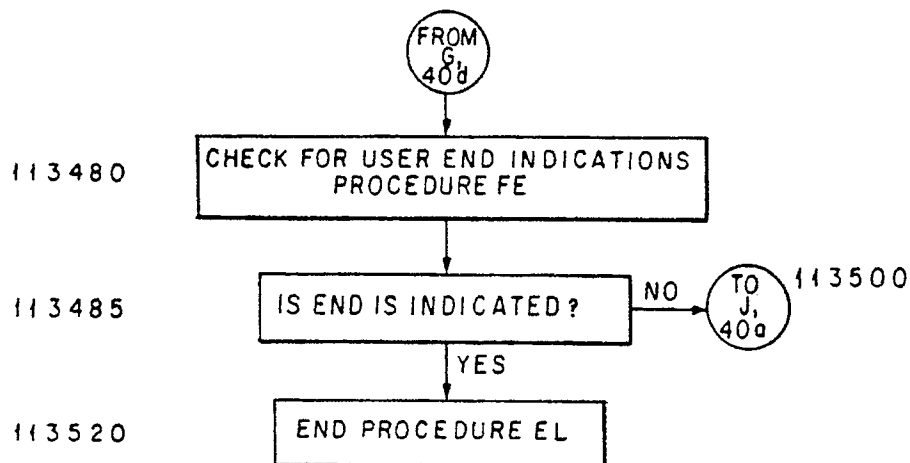 FROM
G,
40d
113480
CHECK FOR USER END INDICATIONS
PROCEDURE FE
113485
IS END IS INDICATED?
NO
TO
J,
40a
113500
YES
113520
END PROCEDURE EL